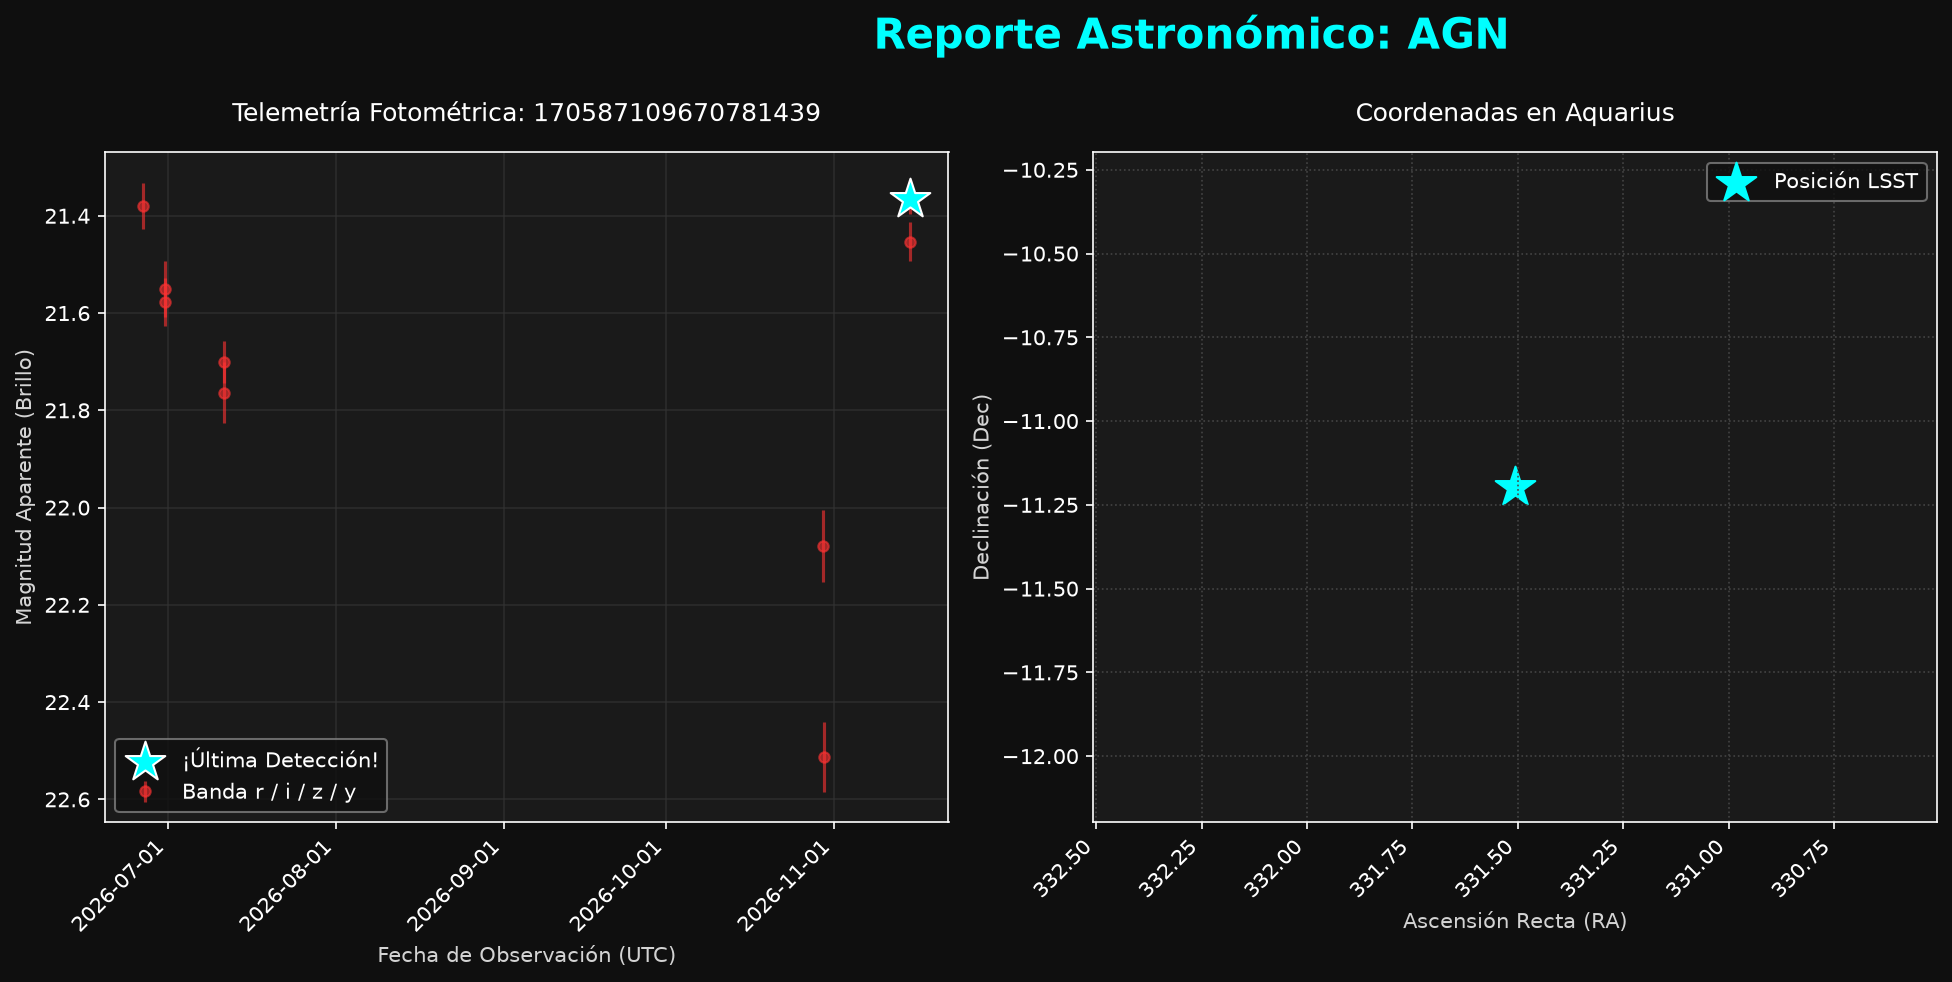 Reporte Astronómico: AGN
Telemetría Fotométrica: 170587109670781439
Magnitud Aparente (Brillo)
21.4
21.6
21.8
22.0
22.2
22.4
22.6
¡Última Detección!
Banda r / i / z / y
2026-07-01
2026-08-01
2026-09-01
2026-10-01
2026-11-01
Fecha de Observación (UTC)
Coordenadas en Aquarius
Declinación (Dec)
−10.25
−10.50
−10.75
−11.00
−11.25
−11.50
−11.75
−12.00
Posición LSST
332.50
332.25
332.00
331.75
331.50
331.25
331.00
330.75
Ascensión Recta (RA)